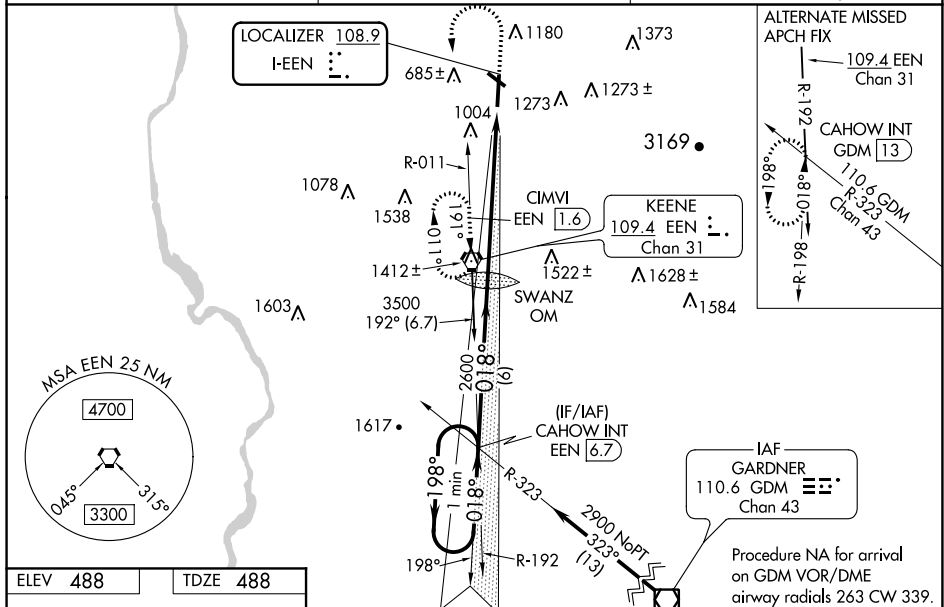 LOCALIZER 108.9
I-EEN
1180
1373
685±
1273
1273 ±
1004
3169
R-011
1078
1538
CIMVI
EEN 1.6
KEENE
109.4 EEN
Chan 31
191°
011°
1412±
1522±
1628±
SWANZ
OM
1584
1603
3500
192° (6.7)
2600
018°
(6)
MSA EEN 25 NM
4700
045°
315°
3300
1617
(IF/IAF)
CAHOW INT
EEN 6.7
198°
1 min
018°
R-323
198°
R-192
IAF
GARDNER
110.6 GDM
Chan 43
2900 NoPT
323°
(13)
Procedure NA for arrival
on GDM VOR/DME
airway radials 263 CW 339.
ALTERNATE MISSED
APCH FIX
109.4 EEN
Chan 31
R-192
CAHOW INT
GDM 13
198°
018°
110.6 GDM
R-323
Chan 43
R-198
ELEV 488
TDZE 488